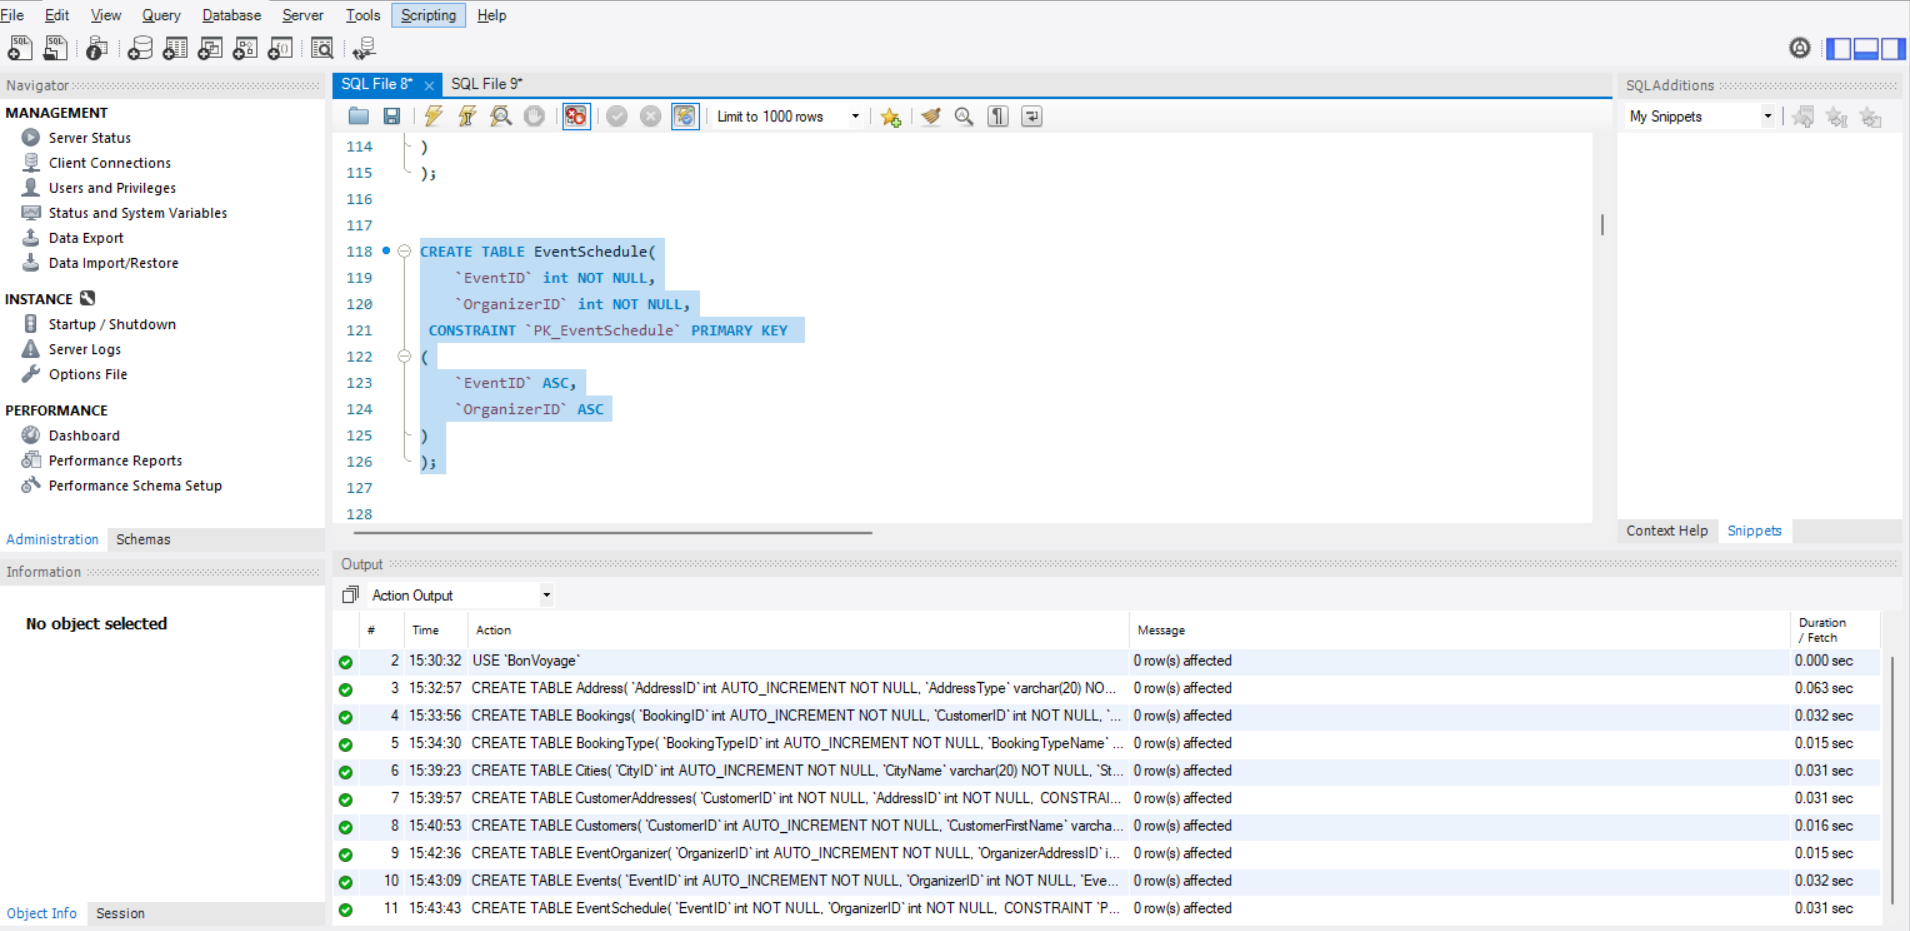 File Edit View Query Database Server Tools Scripting Help
Navigator
MANAGEMENT
Server Status
Client Connections
Users and Privileges
Status and System Variables
Data Export
Data Import/Restore
INSTANCE
Startup / Shutdown
Server Logs
Options File
PERFORMANCE
Dashboard
Performance Reports
Performance Schema Setup
Administration Schemas
Information
No object selected
Object Info Session
SQL File 8* SQL File 9*
Limit to 1000 rows
114 )
115 );
116
117
118 CREATE TABLE EventSchedule(
119 `EventID` int NOT NULL,
120 `OrganizerID` int NOT NULL,
121 CONSTRAINT `PK_EventSchedule` PRIMARY KEY
122 (
123 `EventID` ASC,
124 `OrganizerID` ASC
125 )
126 );
127
128
SQLAdditions
My Snippets
Context Help Snippets
Output
Action Output
# Time Action Message Duration / Fetch
2 15:30:32 USE `BonVoyage` 0 row(s) affected 0.000 sec
3 15:32:57 CREATE TABLE Address( `AddressID` int AUTO_INCREMENT NOT NULL, `AddressType` varchar(20) NO... 0 row(s) affected 0.063 sec
4 15:33:56 CREATE TABLE Bookings( `BookingID` int AUTO_INCREMENT NOT NULL, `CustomerID` int NOT NULL, `... 0 row(s) affected 0.032 sec
5 15:34:30 CREATE TABLE BookingType( `BookingTypeID` int AUTO_INCREMENT NOT NULL, `BookingTypeName` ... 0 row(s) affected 0.015 sec
6 15:39:23 CREATE TABLE Cities( `CityID` int AUTO_INCREMENT NOT NULL, `CityName` varchar(20) NOT NULL, `St... 0 row(s) affected 0.031 sec
7 15:39:57 CREATE TABLE CustomerAddresses( `CustomerID` int NOT NULL, `AddressID` int NOT NULL, CONSTRAI... 0 row(s) affected 0.031 sec
8 15:40:53 CREATE TABLE Customers( `CustomerID` int AUTO_INCREMENT NOT NULL, `CustomerFirstName` varcha... 0 row(s) affected 0.016 sec
9 15:42:36 CREATE TABLE EventOrganizer( `OrganizerID` int AUTO_INCREMENT NOT NULL, `OrganizerAddressID` i... 0 row(s) affected 0.015 sec
10 15:43:09 CREATE TABLE Events( `EventID` int AUTO_INCREMENT NOT NULL, `OrganizerID` int NOT NULL, `Eve... 0 row(s) affected 0.032 sec
11 15:43:43 CREATE TABLE EventSchedule( `EventID` int NOT NULL, `OrganizerID` int NOT NULL, CONSTRAINT `P... 0 row(s) affected 0.031 sec